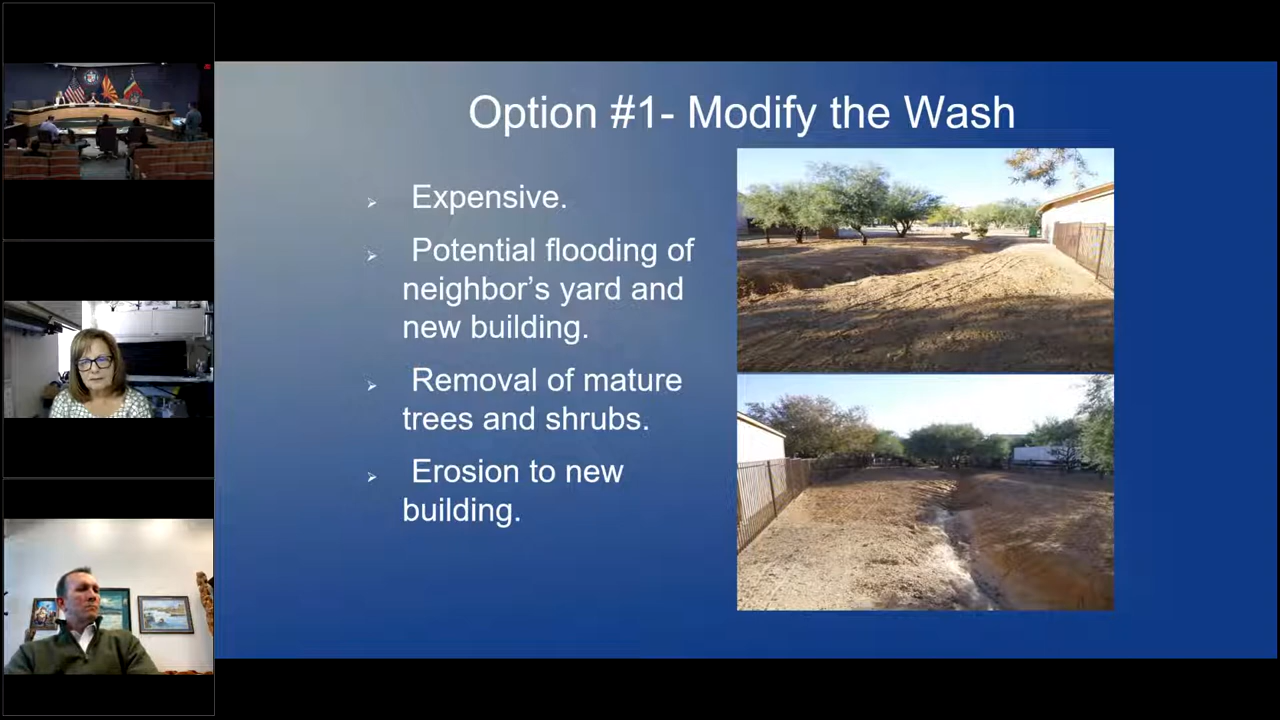 Option #1- Modify the Wash
➢ Expensive.
➢ Potential flooding of
neighbor’s yard and
new building.
➢ Removal of mature
trees and shrubs.
➢ Erosion to new
building.